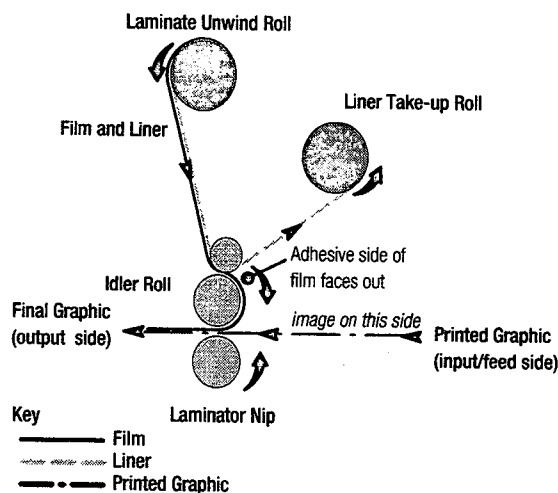 Laminate Unwind Roll
Liner Take-up Roll
Film and Liner
Adhesive side of
film faces out
Idler Roll
Final Graphic
(output side)
image on this side
Printed Graphic
(input/feed side)
Laminator Nip
Key
Film
Liner
Printed Graphic